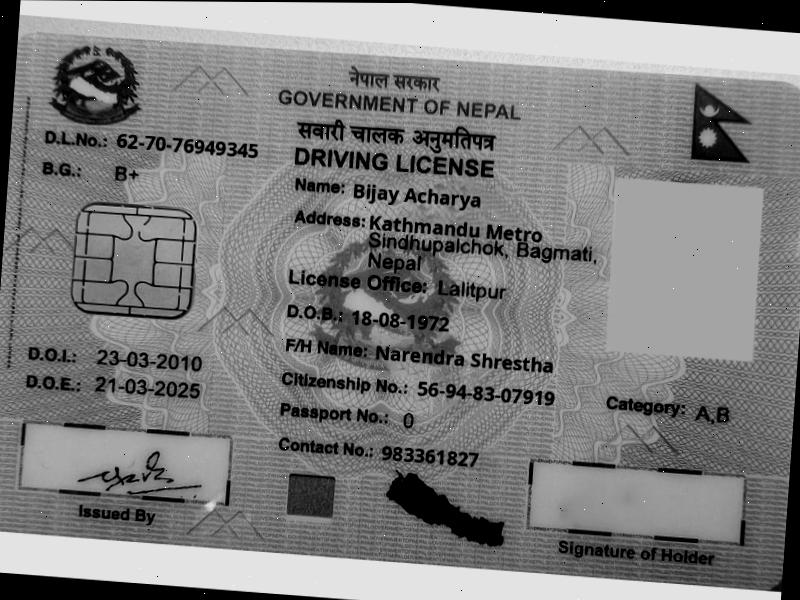 नेपाल सरकार
GOVERNMENT OF NEPAL
सवारी चालक अनुमतिपत्र
DRIVING LICENSE
D.L.No.: 62-70-76949345
B.G.: B+
Name: Bijay Acharya
Address: Kathmandu Metro
Sindhupalchok, Bagmati,
Nepal
License Office: Lalitpur
D.O.B.: 18-08-1972
F/H Name: Narendra Shrestha
D.O.I.: 23-03-2010
D.O.E.: 21-03-2025
Citizenship No.: 56-94-83-07919
Passport No.: 0
Contact No.: 983361827
Category: A,B
Issued By
Signature of Holder